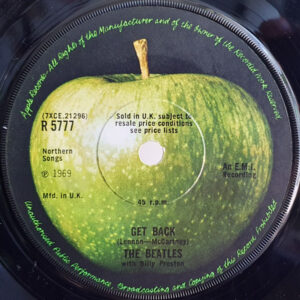 Apple Records · All Rights of the Manufacturer and of the Owner of the Recorded Work Reserved
(7XCE.21296)
R 5777
Sold in U.K. subject to
resale price conditions
see price lists
Northern
Songs
℗ 1969
An E.M.I.
Recording
Mfd. in U.K.
45 r.p.m
GET BACK
(Lennon—McCartney)
THE BEATLES
with Billy Preston
Unauthorised Public Performance, Broadcasting and Copying of this Record Prohibited